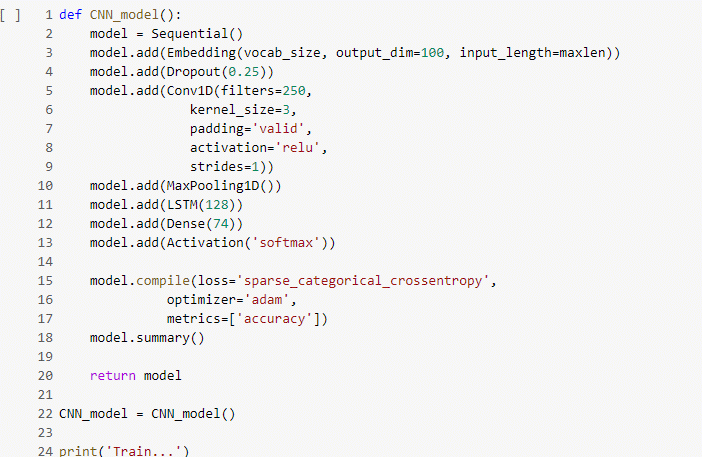 [ ] 1 def CNN_model():
2     model = Sequential()
3     model.add(Embedding(vocab_size, output_dim=100, input_length=maxlen))
4     model.add(Dropout(0.25))
5     model.add(Conv1D(filters=250,
6                  kernel_size=3,
7                  padding='valid',
8                  activation='relu',
9                  strides=1))
10     model.add(MaxPooling1D())
11     model.add(LSTM(128))
12     model.add(Dense(74))
13     model.add(Activation('softmax'))
14
15     model.compile(loss='sparse_categorical_crossentropy',
16               optimizer='adam',
17               metrics=['accuracy'])
18     model.summary()
19
20     return model
21
22 CNN_model = CNN_model()
23
24 print('Train...')